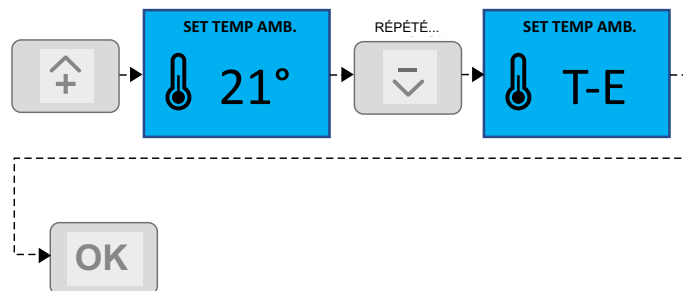 SET TEMP AMB.
+
21°
RÉPÉTÉ...
–
SET TEMP AMB.
T-E
OK